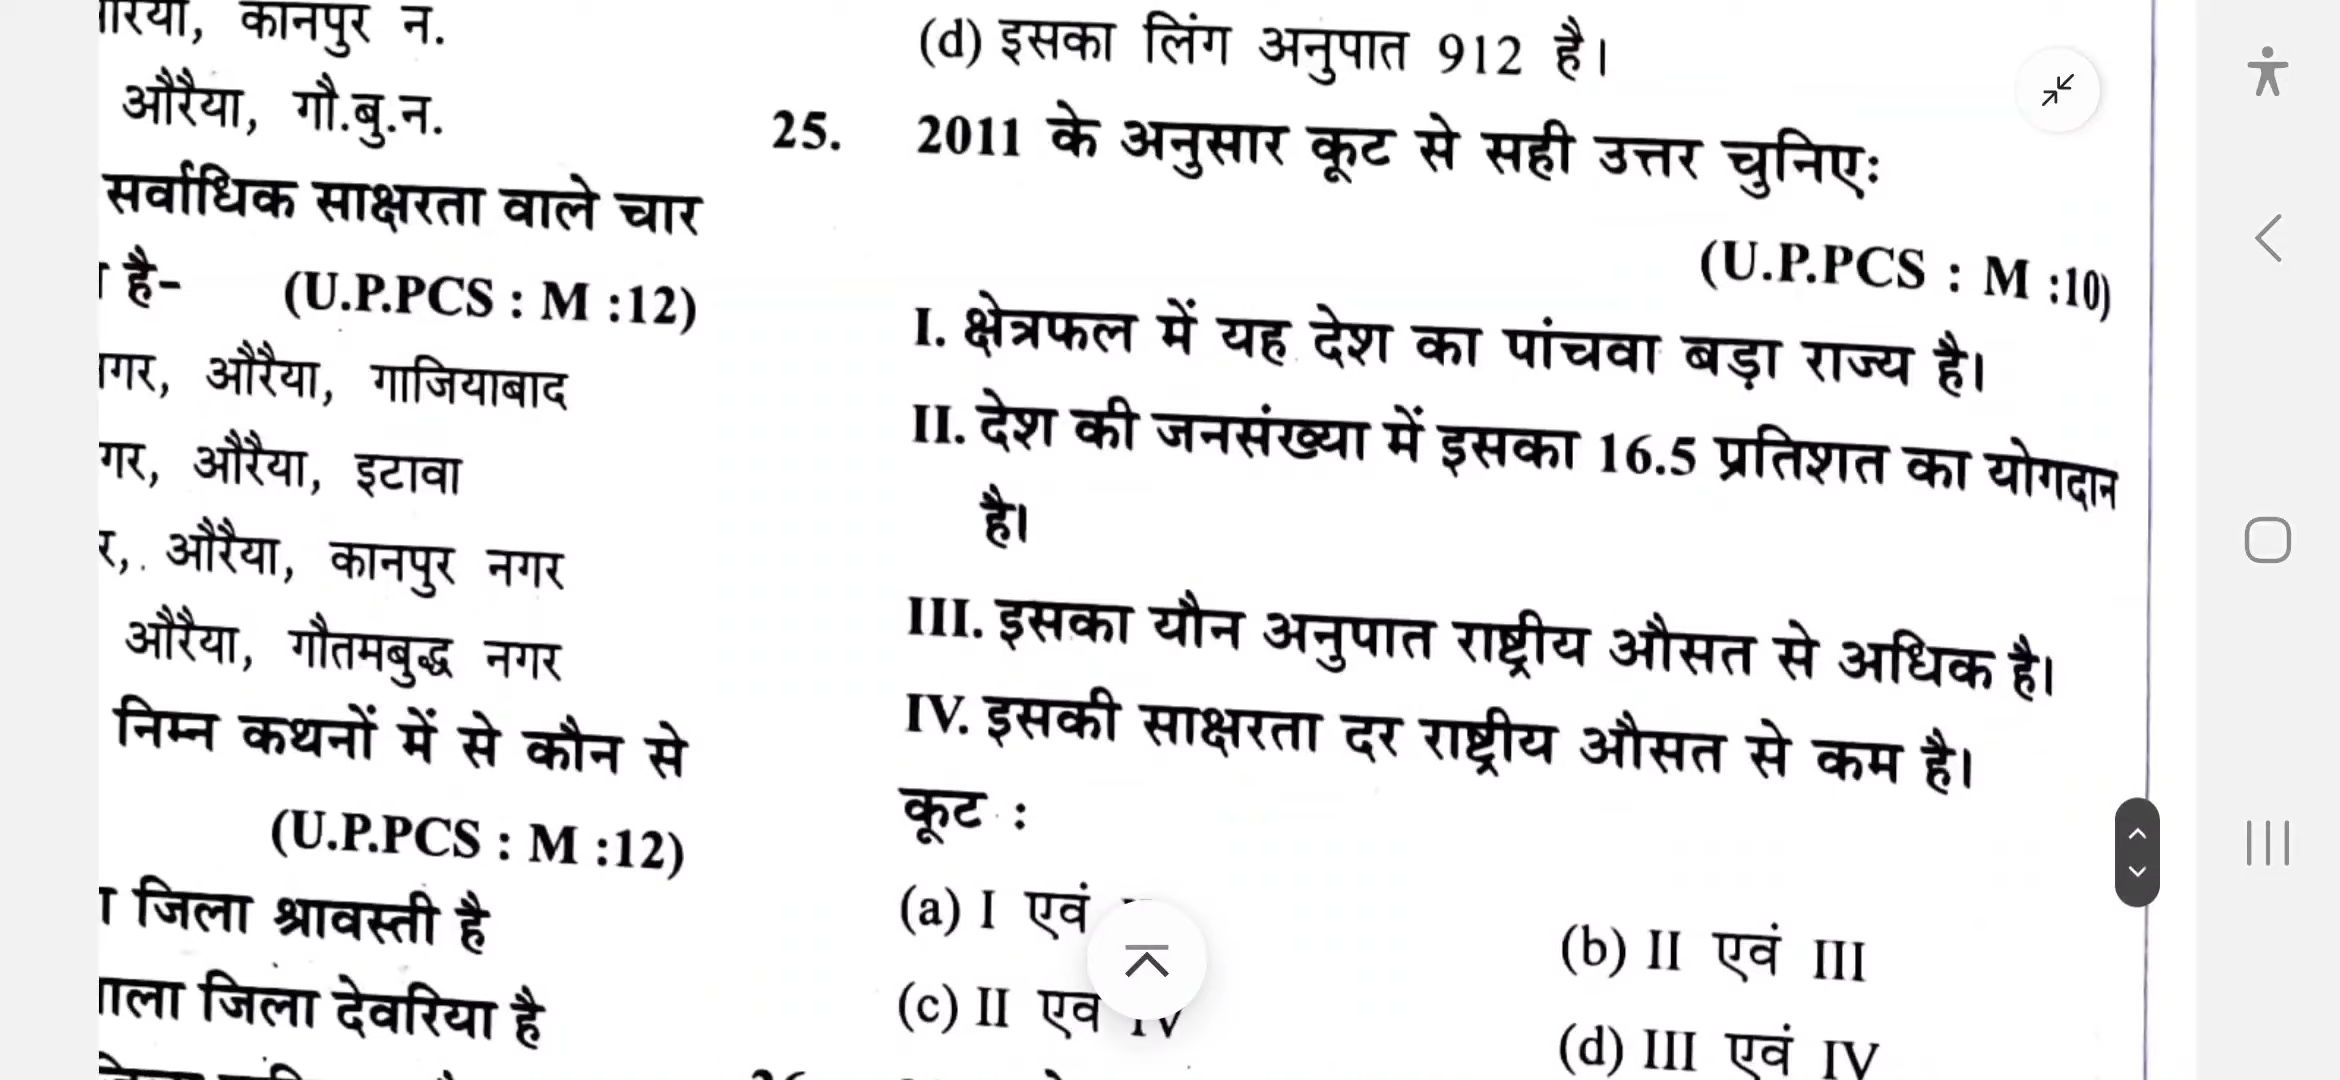 कानपुर न.
औरैया, गौ.बु.न.
सर्वाधिक साक्षरता वाले चार
है- (U.P.PCS : M :12)
औरैया, गाजियाबाद
औरैया, इटावा
औरैया, कानपुर नगर
औरैया, गौतमबुद्ध नगर
निम्न कथनों में से कौन से
(U.P.PCS : M :12)
जिला श्रावस्ती है
जिला देवरिया है
(d) इसका लिंग अनुपात 912 है।
25. 2011 के अनुसार कूट से सही उत्तर चुनिए:
(U.P.PCS : M :10)
I. क्षेत्रफल में यह देश का पांचवा बड़ा राज्य है।
II. देश की जनसंख्या में इसका 16.5 प्रतिशत का योगदान
है।
III. इसका यौन अनुपात राष्ट्रीय औसत से अधिक है।
IV. इसकी साक्षरता दर राष्ट्रीय औसत से कम है।
कूट :
(a) I एवं
(b) II एवं III
(c) II एवं IV
(d) III एवं IV